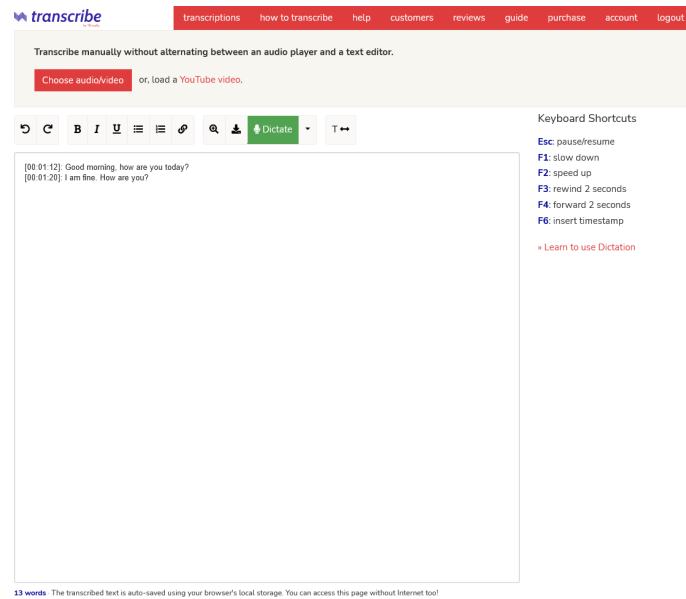 transcribe
by Wreally
transcriptions how to transcribe help customers reviews guide purchase account logout
Transcribe manually without alternating between an audio player and a text editor.
Choose audio/video or, load a YouTube video.
B I U Dictate T
Keyboard Shortcuts
Esc: pause/resume
F1: slow down
F2: speed up
F3: rewind 2 seconds
F4: forward 2 seconds
F6: insert timestamp
» Learn to use Dictation
[00:01:12]: Good morning, how are you today?
[00:01:20]: I am fine. How are you?
13 words The transcribed text is auto-saved using your browser's local storage. You can access this page without Internet too!